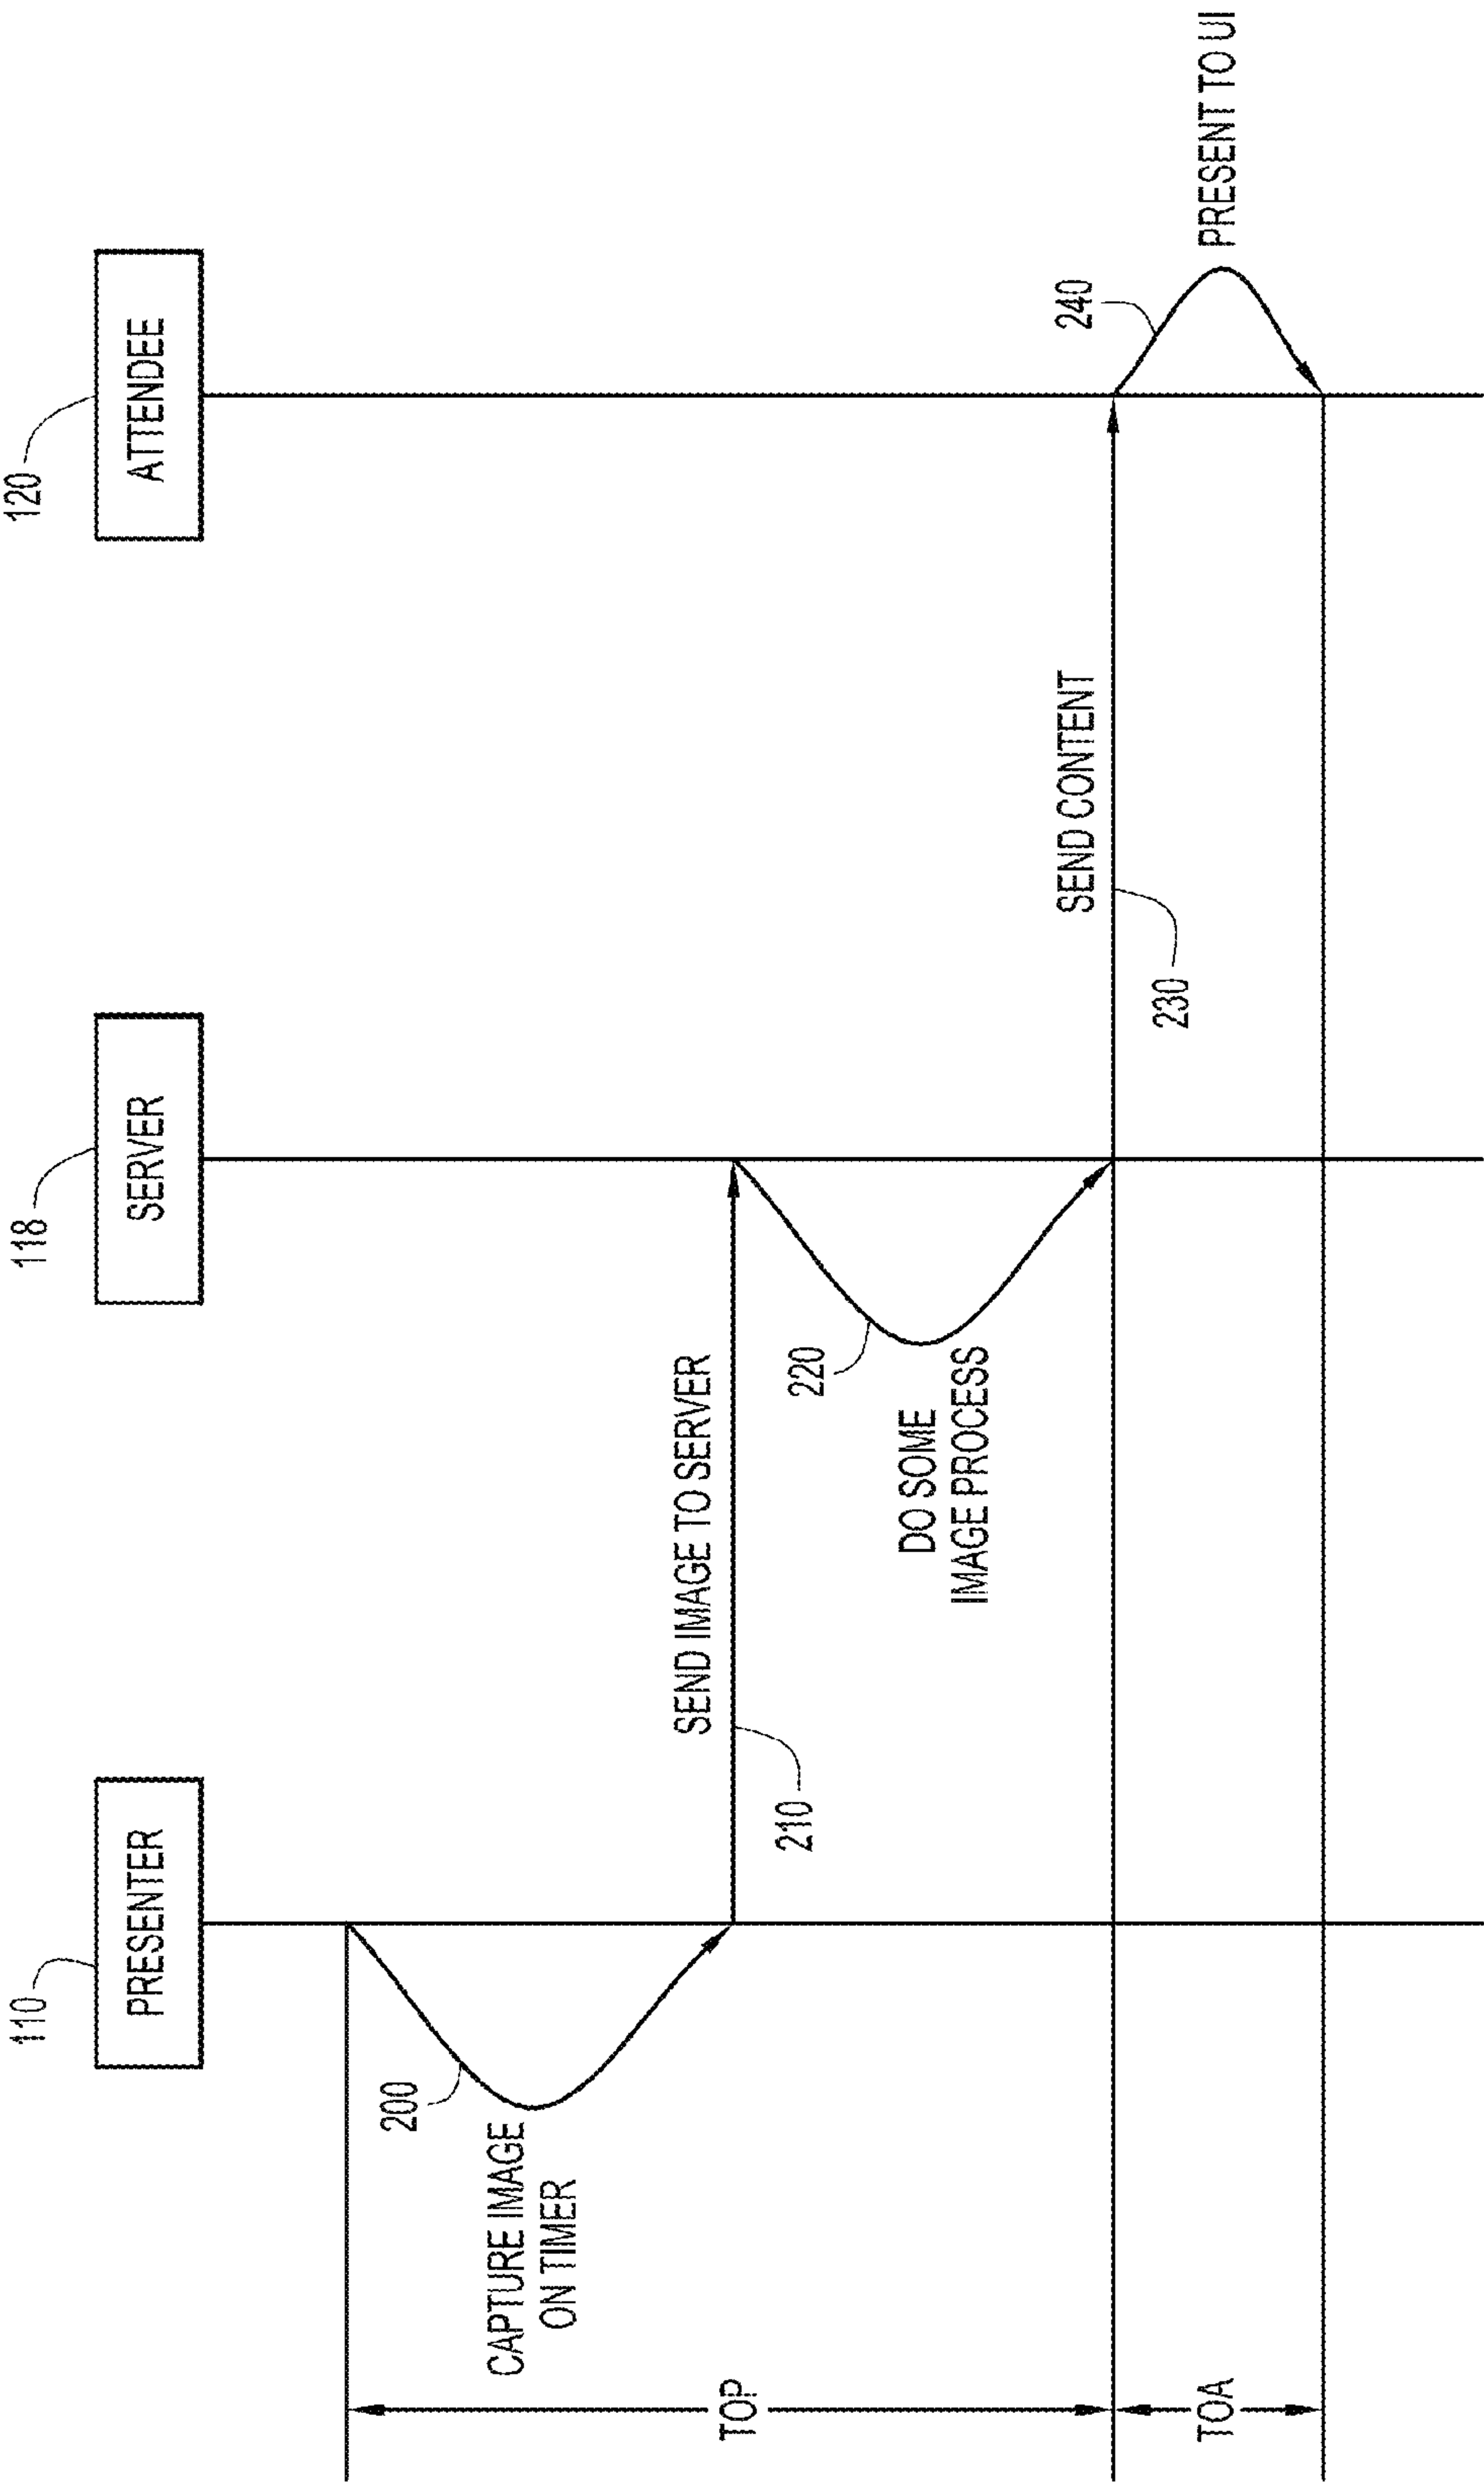 110
PRESENTER
118
SERVER
120
ATTENDEE
200
CAPTURE IMAGE
ON TIMER
SEND IMAGE TO SERVER
210
220
DO SOME
IMAGE PROCESS
SEND CONTENT
230
240
PRESENT TO UI
TOP
TOA